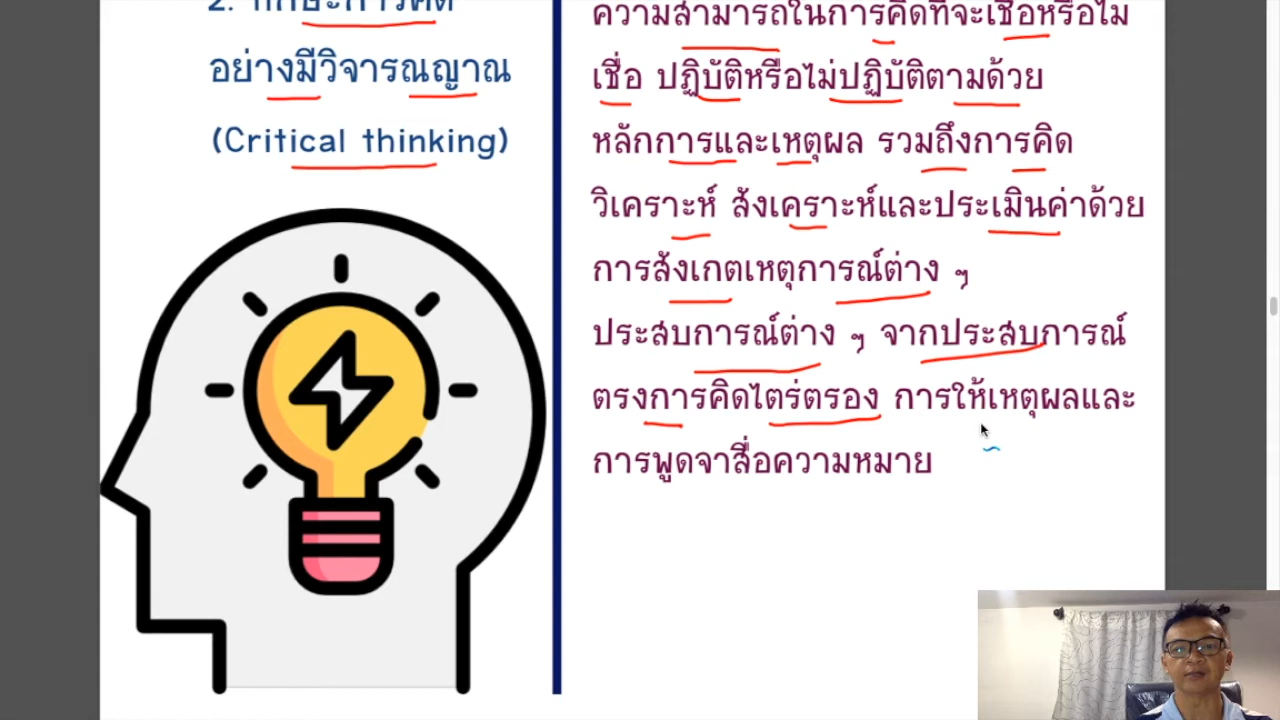 2. ทักษะการคิด
อย่างมีวิจารณญาณ
(Critical thinking)
ความสามารถในการคิดที่จะเชื่อหรือไม่
เชื่อ ปฏิบัติหรือไม่ปฏิบัติตามด้วย
หลักการและเหตุผล รวมถึงการคิด
วิเคราะห์ สังเคราะห์และประเมินค่าด้วย
การสังเกตเหตุการณ์ต่าง ๆ
ประสบการณ์ต่าง ๆ จากประสบการณ์
ตรงการคิดไตร่ตรอง การให้เหตุผลและ
การพูดจาสื่อความหมาย